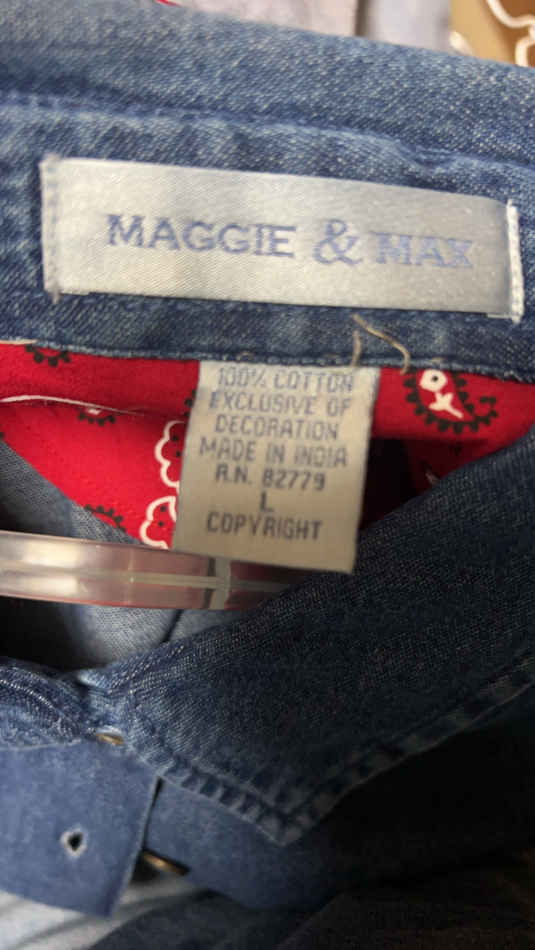 MAGGIE & MAX
100% COTTON
EXCLUSIVE OF
DECORATION
MADE IN INDIA
R.N. 82779
L
COPYRIGHT